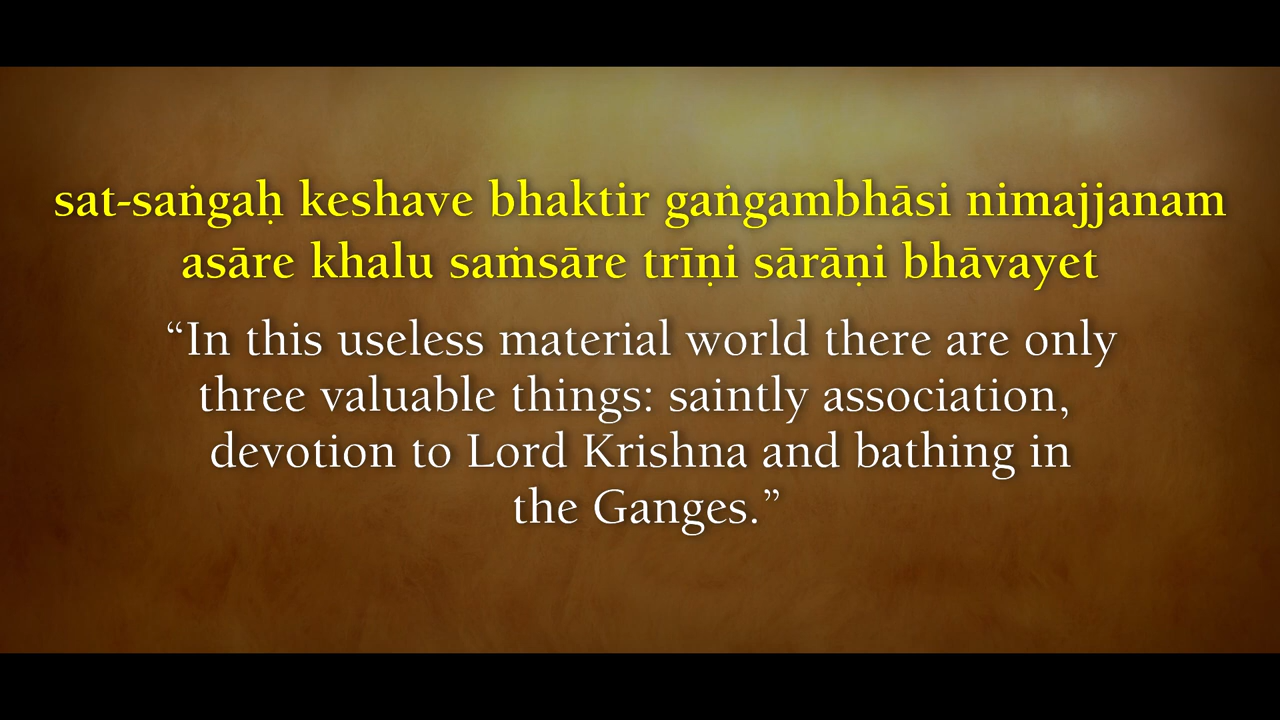 sat-saṅgaḥ keshave bhaktir gaṅgambhāsi nimajjanam
asāre khalu saṁsāre trīṇi sārāṇi bhāvayet
“In this useless material world there are only
three valuable things: saintly association,
devotion to Lord Krishna and bathing in
the Ganges.”